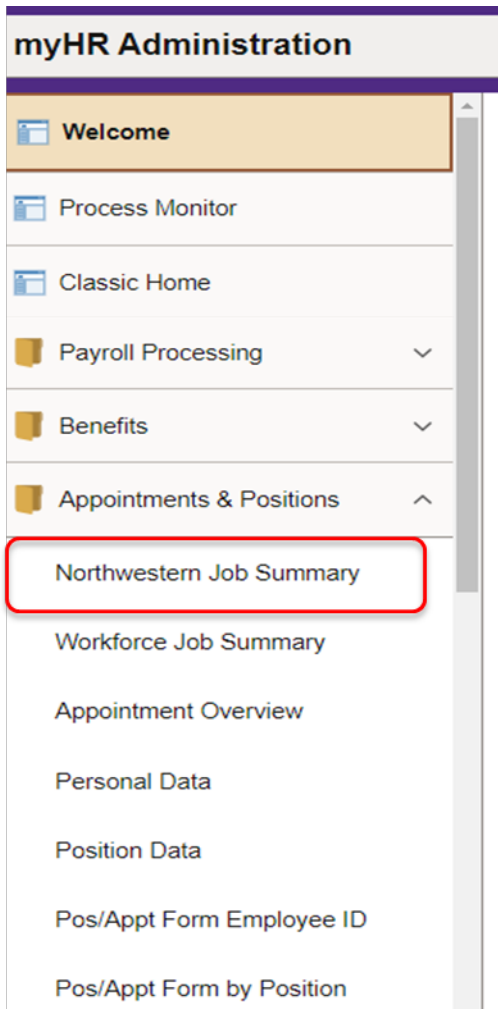 myHR Administration
Welcome
Process Monitor
Classic Home
Payroll Processing
Benefits
Appointments & Positions
Northwestern Job Summary
Workforce Job Summary
Appointment Overview
Personal Data
Position Data
Pos/Appt Form Employee ID
Pos/Appt Form by Position